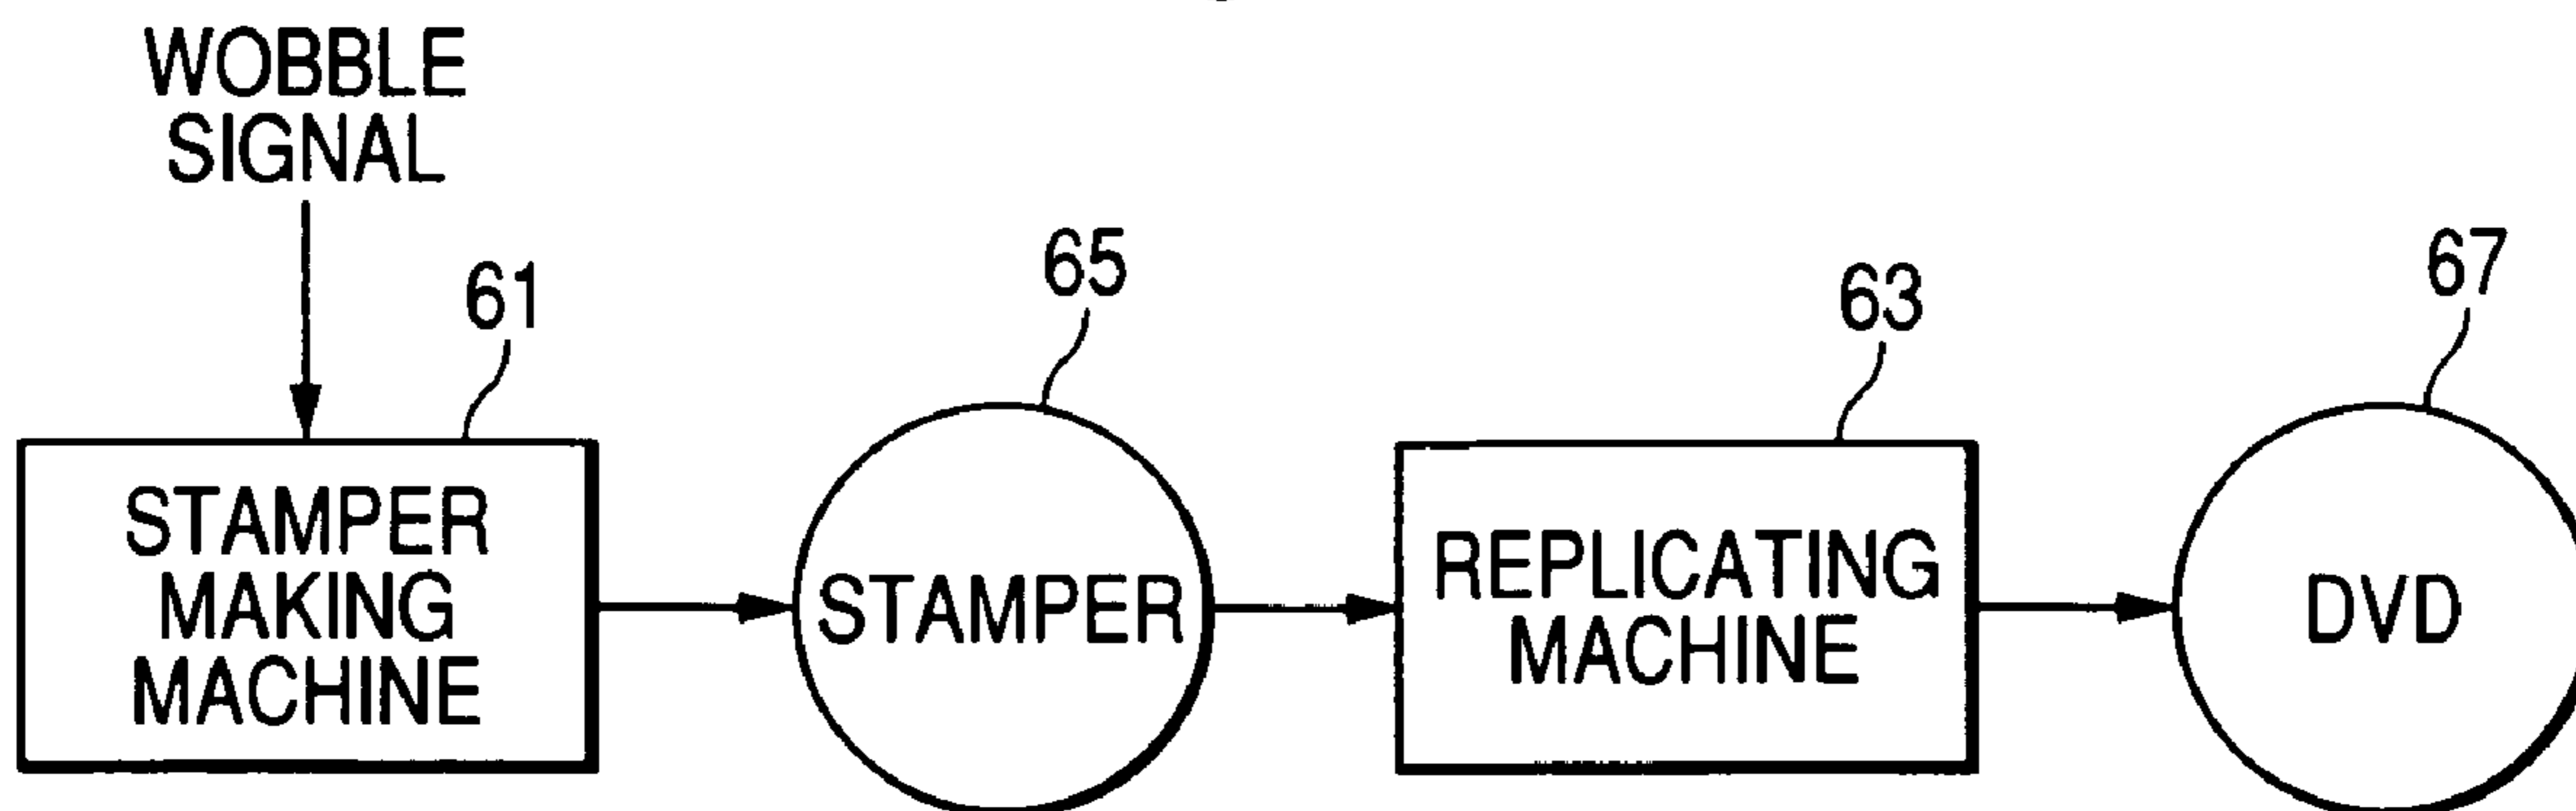 WOBBLE
SIGNAL
61
65
63
67
STAMPER
MAKING
MACHINE
STAMPER
REPLICATING
MACHINE
DVD